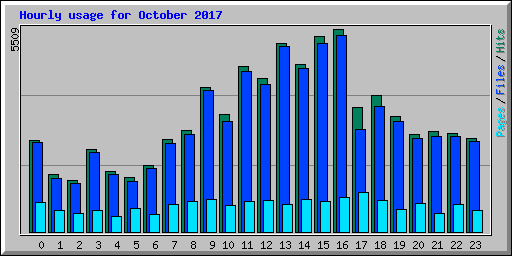 Hourly usage for October 2017
5509
Pages/Files/Hits
0 1 2 3 4 5 6 7 8 9 10 11 12 13 14 15 16 17 18 19 20 21 22 23